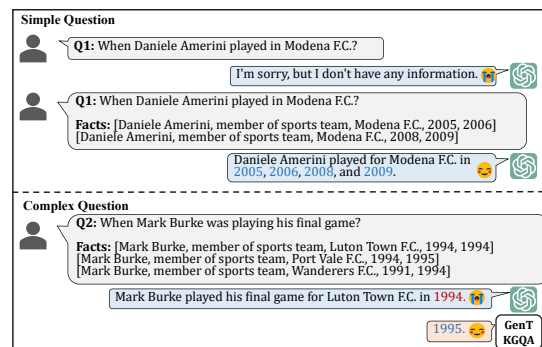 Simple Question
Q1: When Daniele Amerini played in Modena F.C.?
I'm sorry, but I don't have any information.
Q1: When Daniele Amerini played in Modena F.C.?
Facts: [Daniele Amerini, member of sports team, Modena F.C., 2005, 2006]
[Daniele Amerini, member of sports team, Modena F.C., 2008, 2009]
Daniele Amerini played for Modena F.C. in
2005, 2006, 2008, and 2009.
Complex Question
Q2: When Mark Burke was playing his final game?
Facts: [Mark Burke, member of sports team, Luton Town F.C., 1994, 1994]
[Mark Burke, member of sports team, Port Vale F.C., 1994, 1995]
[Mark Burke, member of sports team, Wanderers F.C., 1991, 1994]
Mark Burke played his final game for Luton Town F.C. in 1994.
1995.
GenT
KGQA